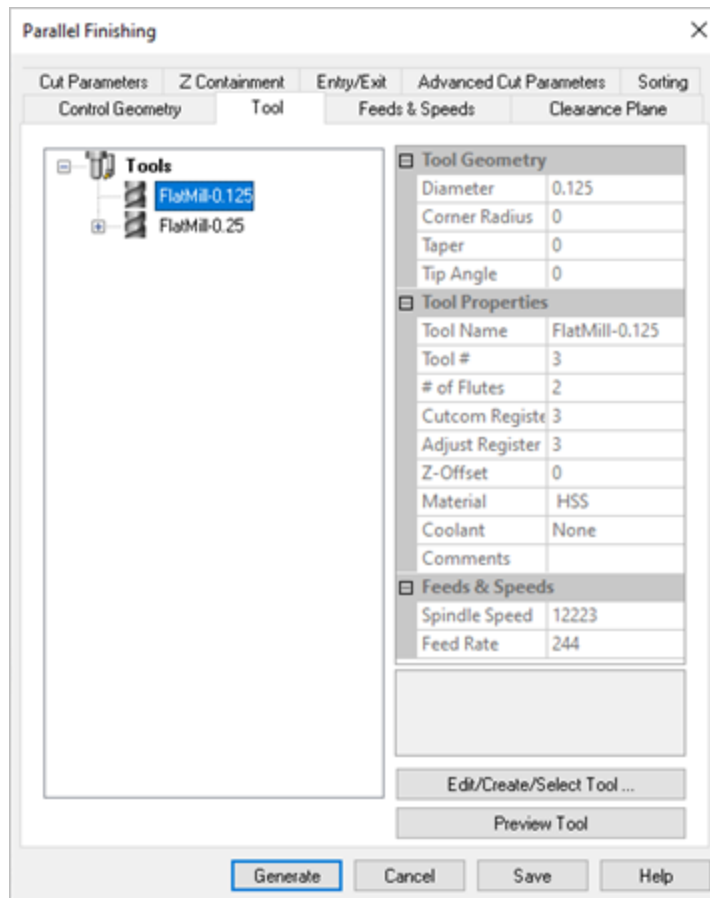 Parallel Finishing
Cut Parameters Z Containment Entry/Exit Advanced Cut Parameters Sorting
Control Geometry Tool Feeds & Speeds Clearance Plane
Tools
FlatMill-0.125
FlatMill-0.25
Tool Geometry
Diameter 0.125
Corner Radius 0
Taper 0
Tip Angle 0
Tool Properties
Tool Name FlatMill-0.125
Tool # 3
# of Flutes 2
Cutcom Registe 3
Adjust Register 3
Z-Offset 0
Material HSS
Coolant None
Comments
Feeds & Speeds
Spindle Speed 12223
Feed Rate 244
Edit/Create/Select Tool ...
Preview Tool
Generate Cancel Save Help